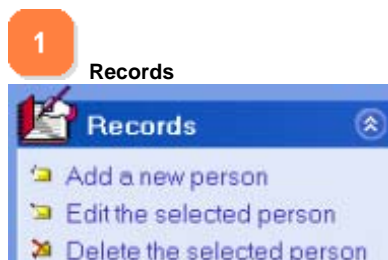 1
Records
Records
Add a new person
Edit the selected person
Delete the selected person